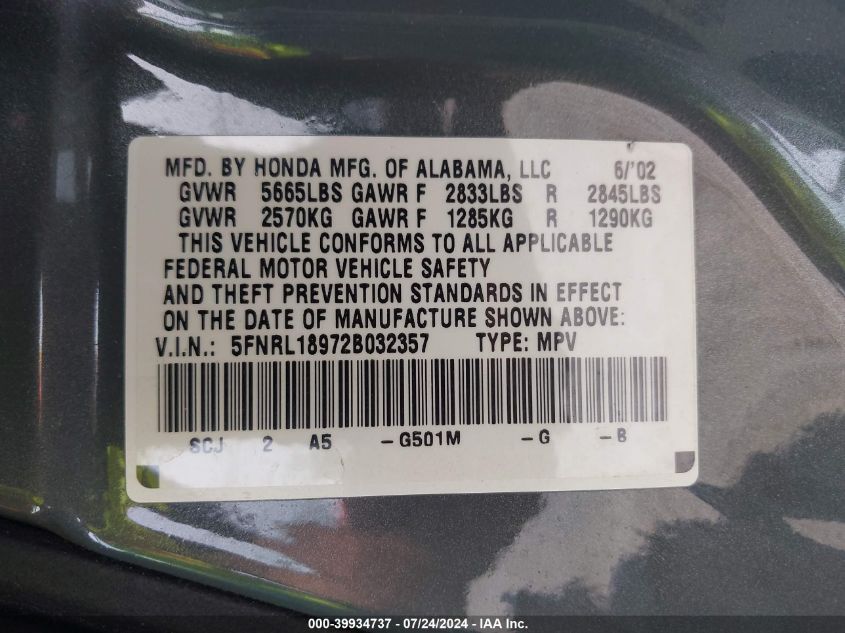 MFD. BY HONDA MFG. OF ALABAMA, LLC 6/'02
GVWR 5665LBS GAWR F 2833LBS R 2845LBS
GVWR 2570KG GAWR F 1285KG R 1290KG
THIS VEHICLE CONFORMS TO ALL APPLICABLE
FEDERAL MOTOR VEHICLE SAFETY
AND THEFT PREVENTION STANDARDS IN EFFECT
ON THE DATE OF MANUFACTURE SHOWN ABOVE:
V.I.N.: 5FNRL18972B032357 TYPE: MPV
SCJ 2 A5 -G501M -G -B
000-39934737 - 07/24/2024 - IAA Inc.